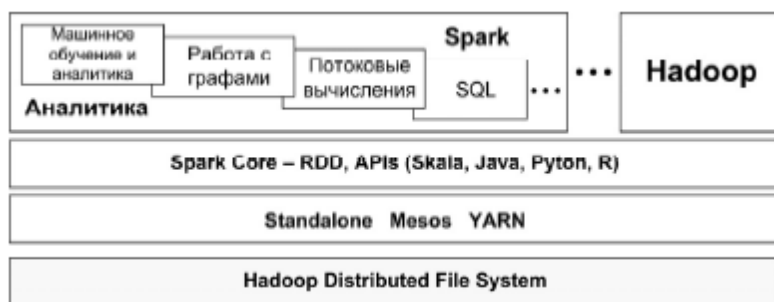 Машинное
обучение и
аналитика
Работа с
графами
Потоковые
вычисления
Spark
SQL
...
Аналитика
...
Hadoop
Spark Core – RDD, APIs (Skala, Java, Pyton, R)
Standalone Mesos YARN
Hadoop Distributed File System